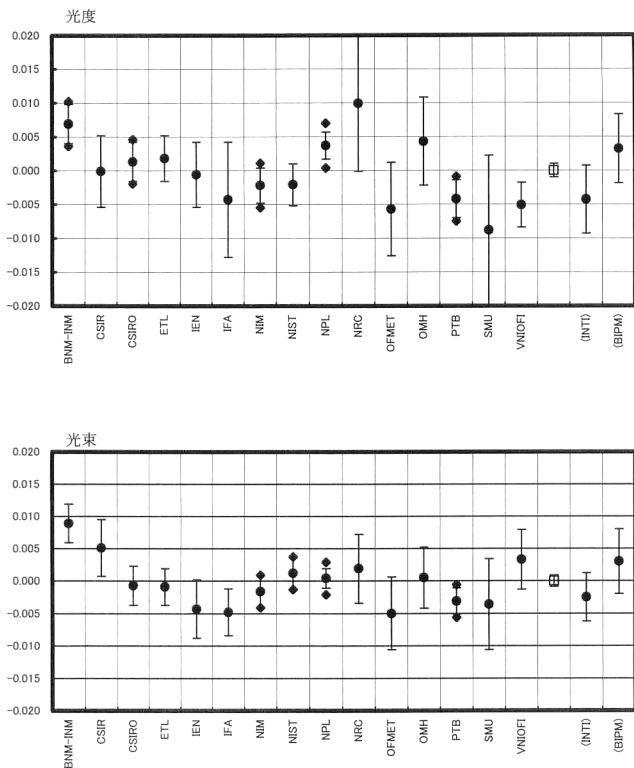 光度
0.020
0.015
0.010
0.005
0.000
-0.005
-0.010
-0.015
-0.020
BNM-INM
CSIR
CSIRO
ETL
IEN
IFA
NIM
NIST
NPL
NRC
OFMET
OMH
PTB
SMU
VNIOFI
(INTI)
(BIPM)
光束
0.020
0.015
0.010
0.005
0.000
-0.005
-0.010
-0.015
-0.020
BNM-INM
CSIR
CSIRO
ETL
IEN
IFA
NIM
NIST
NPL
NRC
OFMET
OMH
PTB
SMU
VNIOFI
(INTI)
(BIPM)